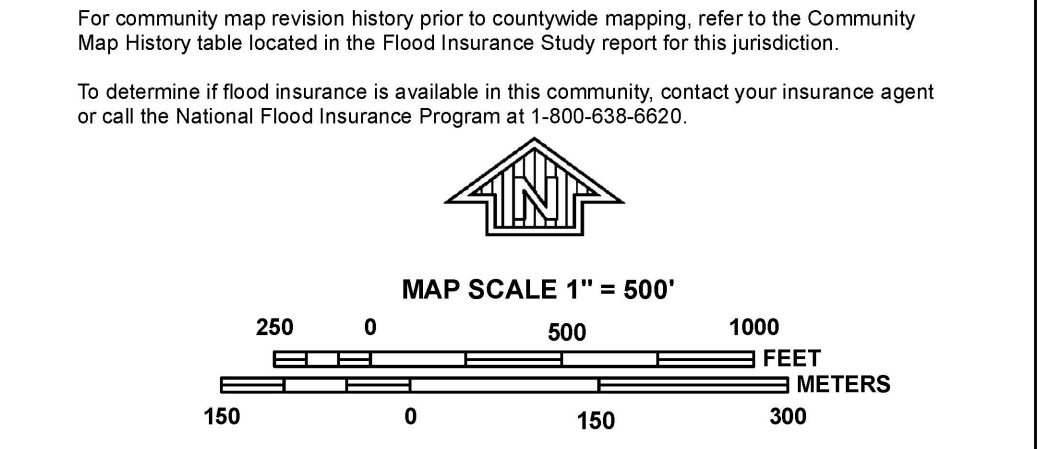 For community map revision history prior to countywide mapping, refer to the Community
Map History table located in the Flood Insurance Study report for this jurisdiction.
To determine if flood insurance is available in this community, contact your insurance agent
or call the National Flood Insurance Program at 1-800-638-6620.
N
MAP SCALE 1" = 500'
250 0 500 1000
FEET
METERS
150 0 150 300